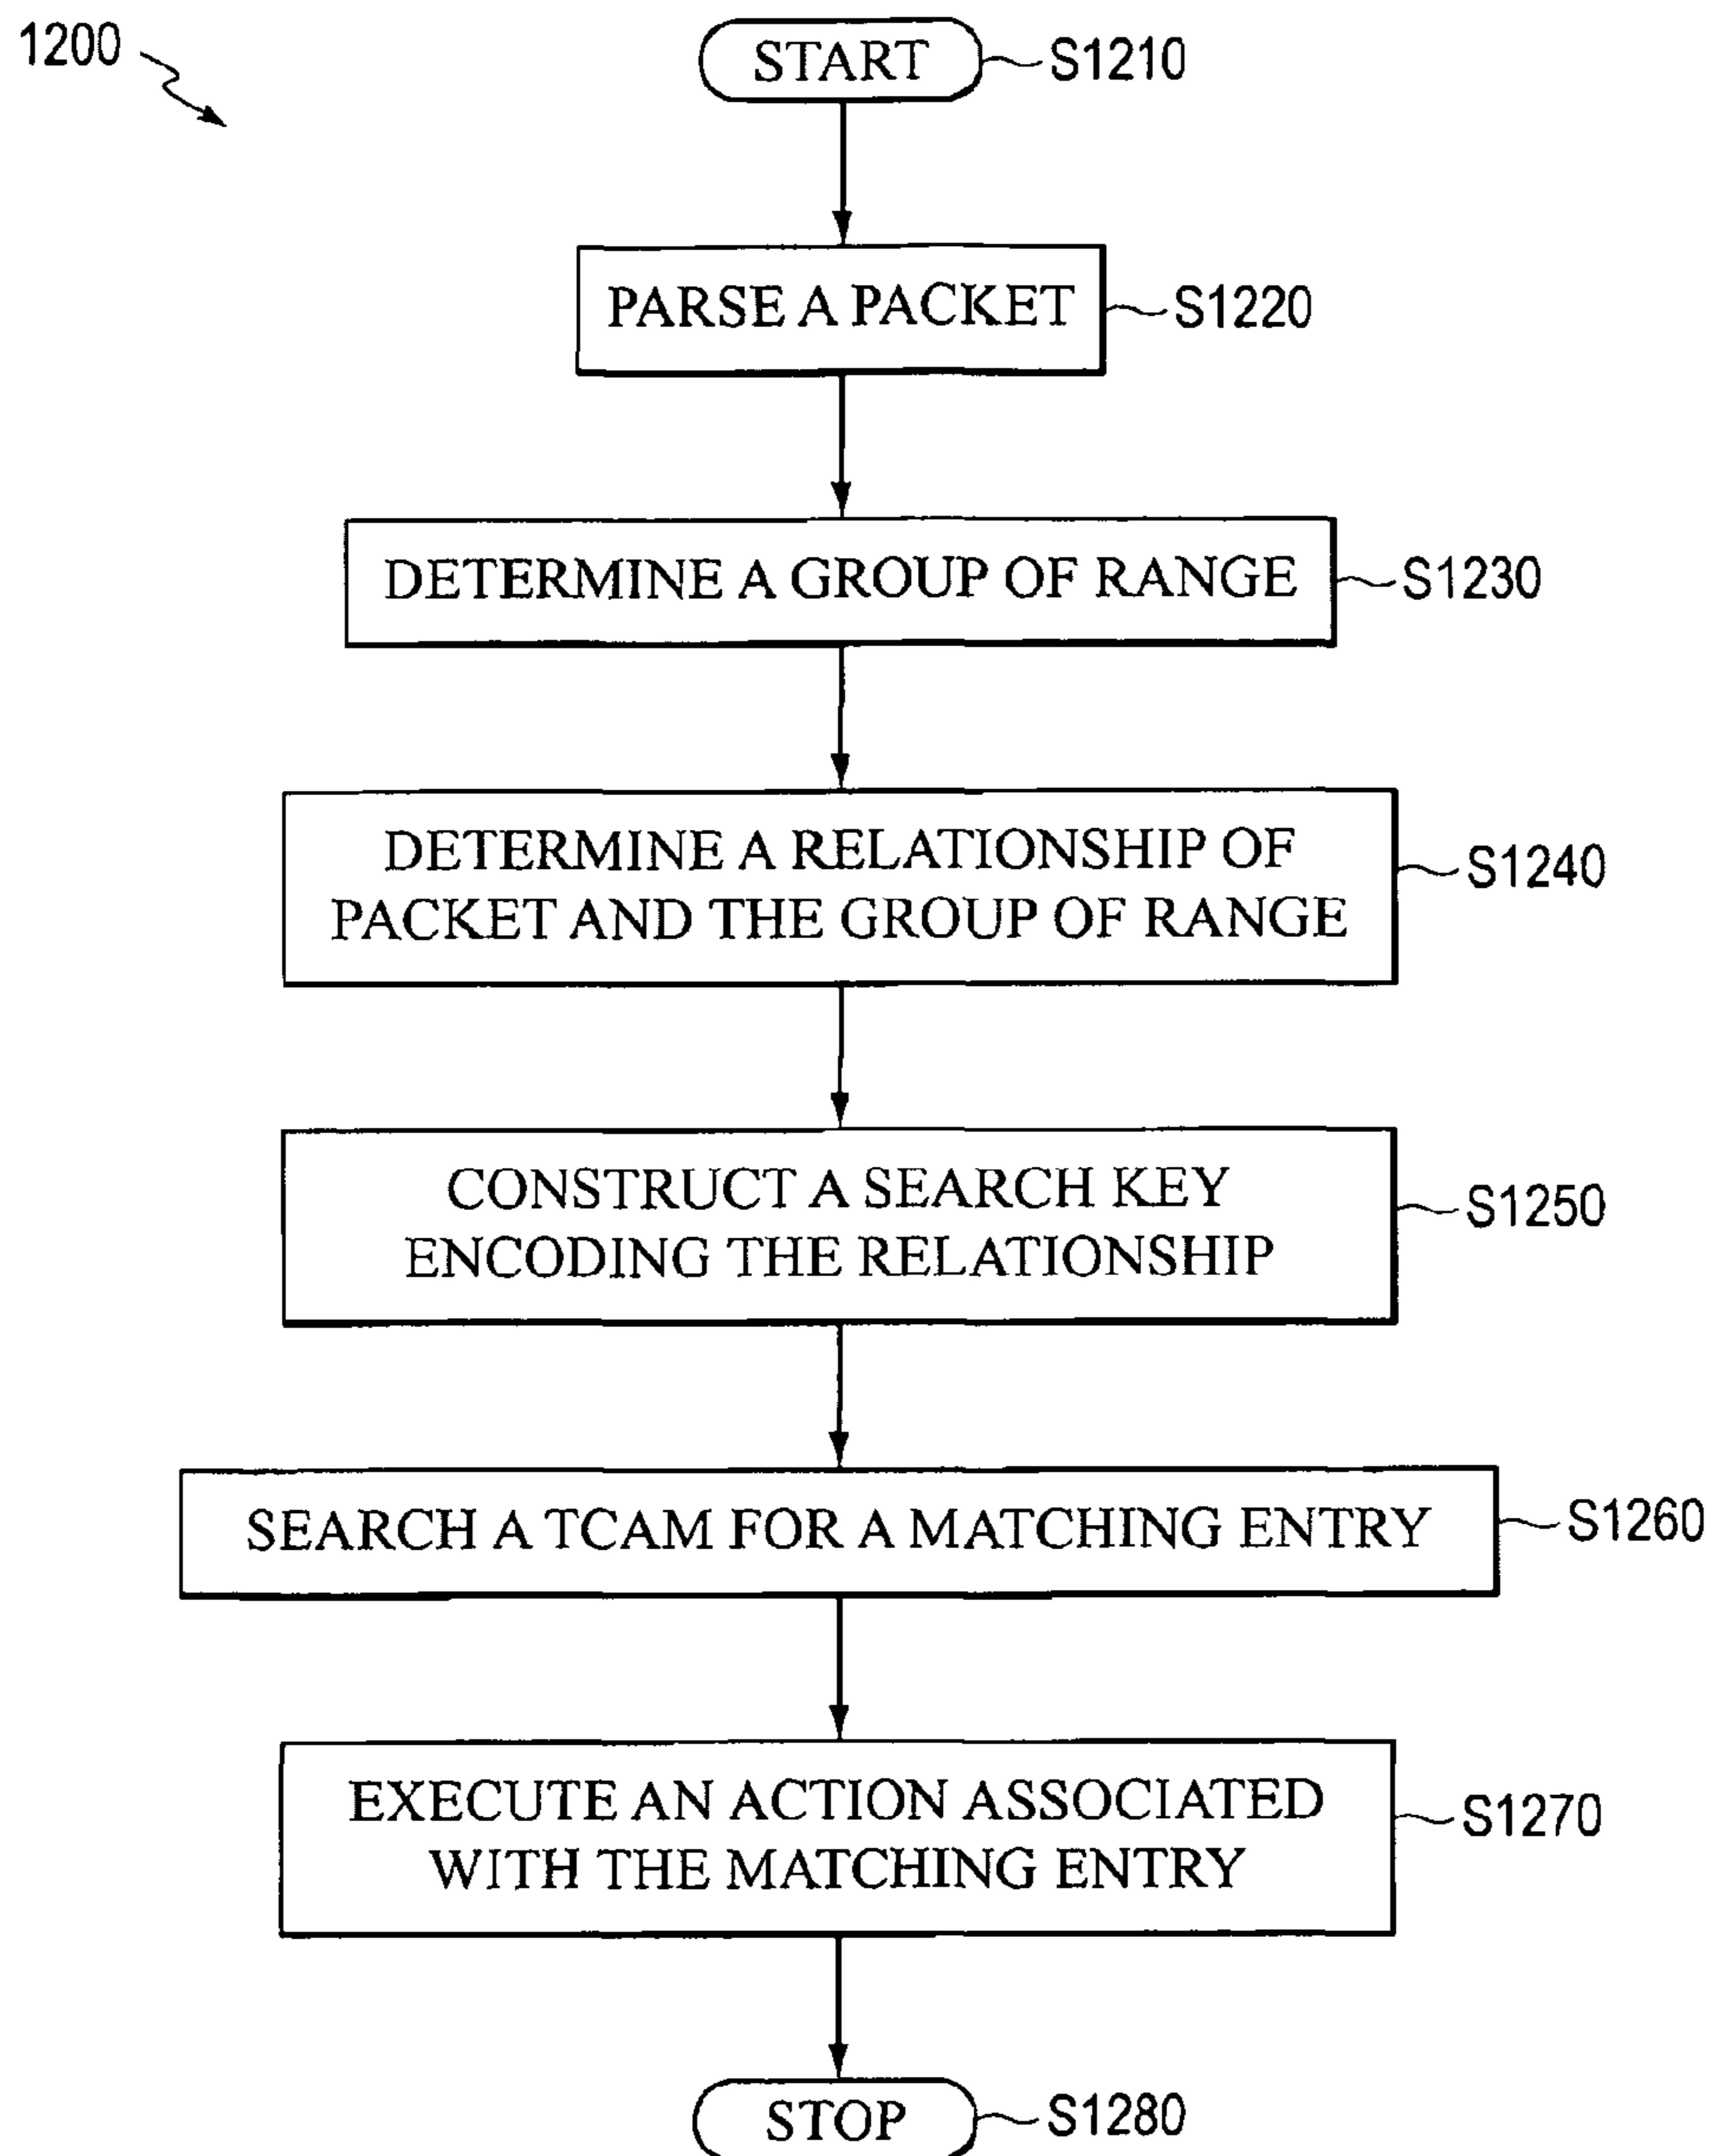 1200
START
S1210
PARSE A PACKET
S1220
DETERMINE A GROUP OF RANGE
S1230
DETERMINE A RELATIONSHIP OF
PACKET AND THE GROUP OF RANGE
S1240
CONSTRUCT A SEARCH KEY
ENCODING THE RELATIONSHIP
S1250
SEARCH A TCAM FOR A MATCHING ENTRY
S1260
EXECUTE AN ACTION ASSOCIATED
WITH THE MATCHING ENTRY
S1270
STOP
S1280